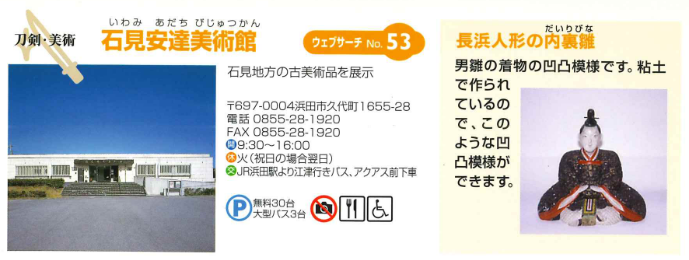 刀剣・美術
いわみ あだち びじゅつかん
石見安達美術館
ウェブサーチ No.53
石見地方の古美術品を展示
〒697-0004浜田市久代町1655-28
電話 0855-28-1920
FAX 0855-28-1920
開9:30〜16:00
休火(祝日の場合翌日)
交JR浜田駅より江津行きバス、アクアス前下車
P 無料30台
大型バス3台
だいりびな
長浜人形の内裏雛
男雛の着物の凹凸模様です。粘土
で作られ
ているの
で、この
ような凹
凸模様が
できます。